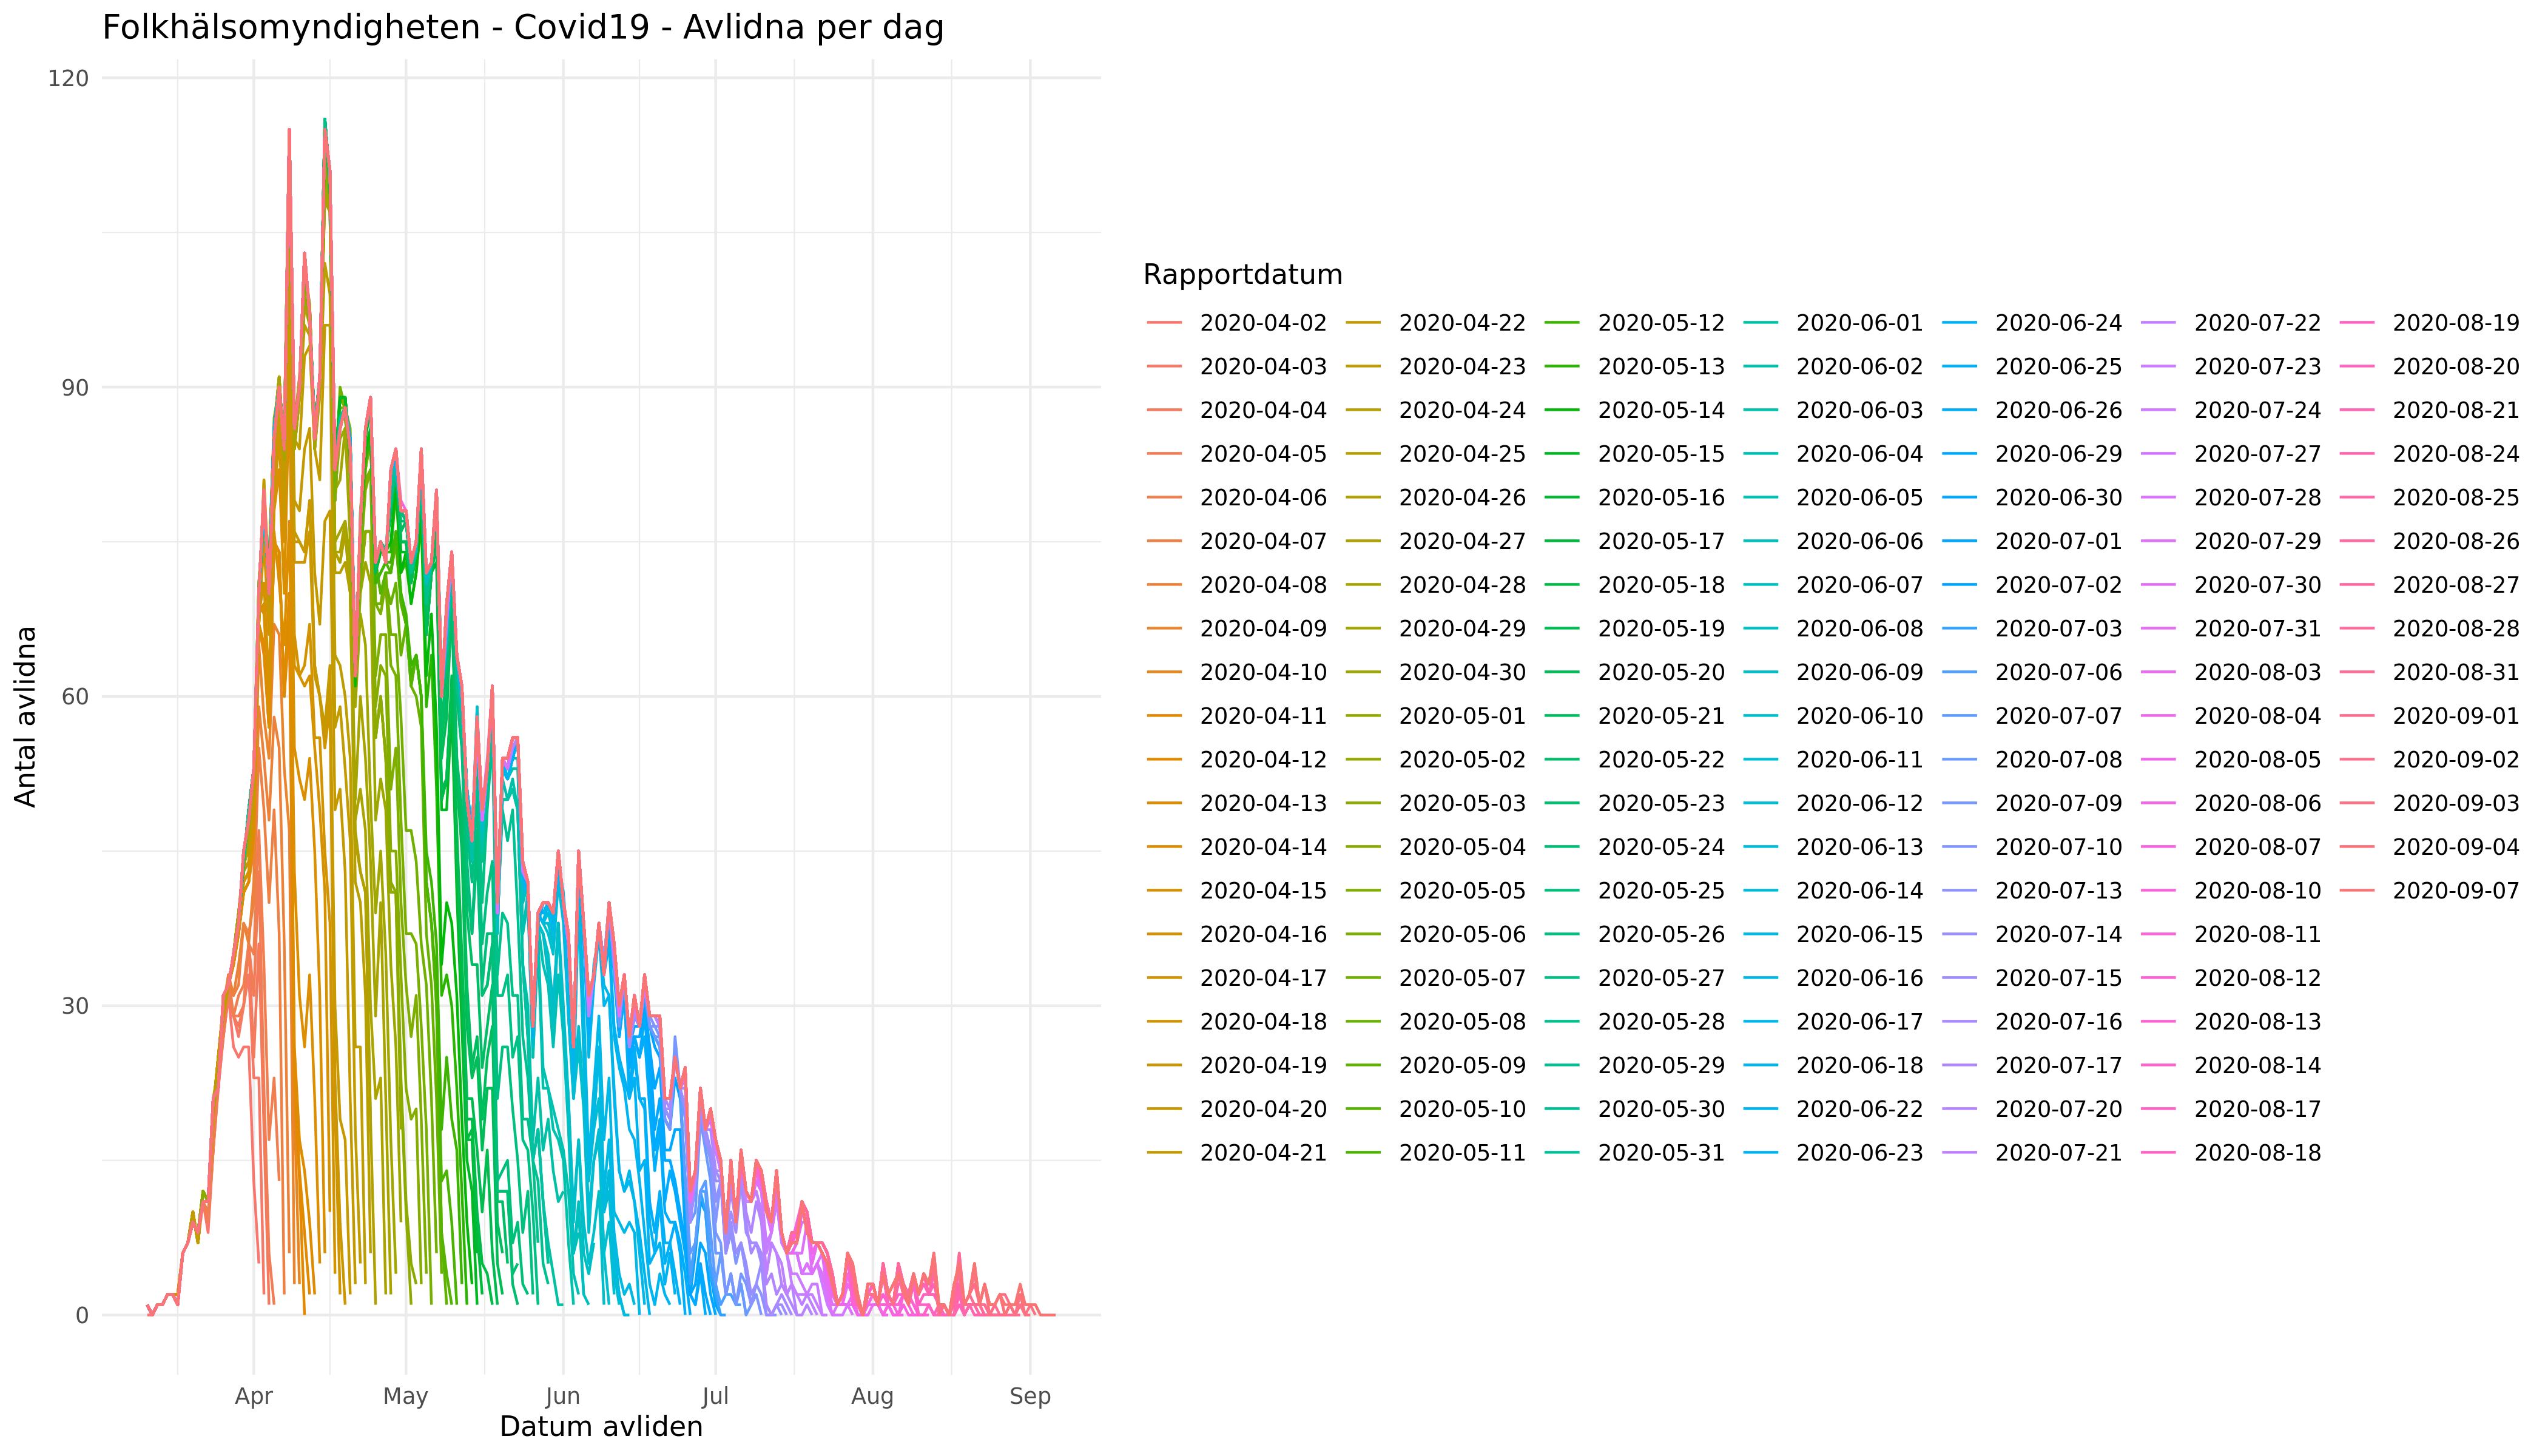 Folkhälsomyndigheten - Covid19 - Avlidna per dag
120
90
60
30
0
Antal avlidna
Apr May Jun Jul Aug Sep
Datum avliden
Rapportdatum
2020-04-02 2020-04-22 2020-05-12 2020-06-01 2020-06-24 2020-07-22 2020-08-19
2020-04-03 2020-04-23 2020-05-13 2020-06-02 2020-06-25 2020-07-23 2020-08-20
2020-04-04 2020-04-24 2020-05-14 2020-06-03 2020-06-26 2020-07-24 2020-08-21
2020-04-05 2020-04-25 2020-05-15 2020-06-04 2020-06-29 2020-07-27 2020-08-24
2020-04-06 2020-04-26 2020-05-16 2020-06-05 2020-06-30 2020-07-28 2020-08-25
2020-04-07 2020-04-27 2020-05-17 2020-06-06 2020-07-01 2020-07-29 2020-08-26
2020-04-08 2020-04-28 2020-05-18 2020-06-07 2020-07-02 2020-07-30 2020-08-27
2020-04-09 2020-04-29 2020-05-19 2020-06-08 2020-07-03 2020-07-31 2020-08-28
2020-04-10 2020-04-30 2020-05-20 2020-06-09 2020-07-06 2020-08-03 2020-08-31
2020-04-11 2020-05-01 2020-05-21 2020-06-10 2020-07-07 2020-08-04 2020-09-01
2020-04-12 2020-05-02 2020-05-22 2020-06-11 2020-07-08 2020-08-05 2020-09-02
2020-04-13 2020-05-03 2020-05-23 2020-06-12 2020-07-09 2020-08-06 2020-09-03
2020-04-14 2020-05-04 2020-05-24 2020-06-13 2020-07-10 2020-08-07 2020-09-04
2020-04-15 2020-05-05 2020-05-25 2020-06-14 2020-07-13 2020-08-10 2020-09-07
2020-04-16 2020-05-06 2020-05-26 2020-06-15 2020-07-14 2020-08-11
2020-04-17 2020-05-07 2020-05-27 2020-06-16 2020-07-15 2020-08-12
2020-04-18 2020-05-08 2020-05-28 2020-06-17 2020-07-16 2020-08-13
2020-04-19 2020-05-09 2020-05-29 2020-06-18 2020-07-17 2020-08-14
2020-04-20 2020-05-10 2020-05-30 2020-06-22 2020-07-20 2020-08-17
2020-04-21 2020-05-11 2020-05-31 2020-06-23 2020-07-21 2020-08-18